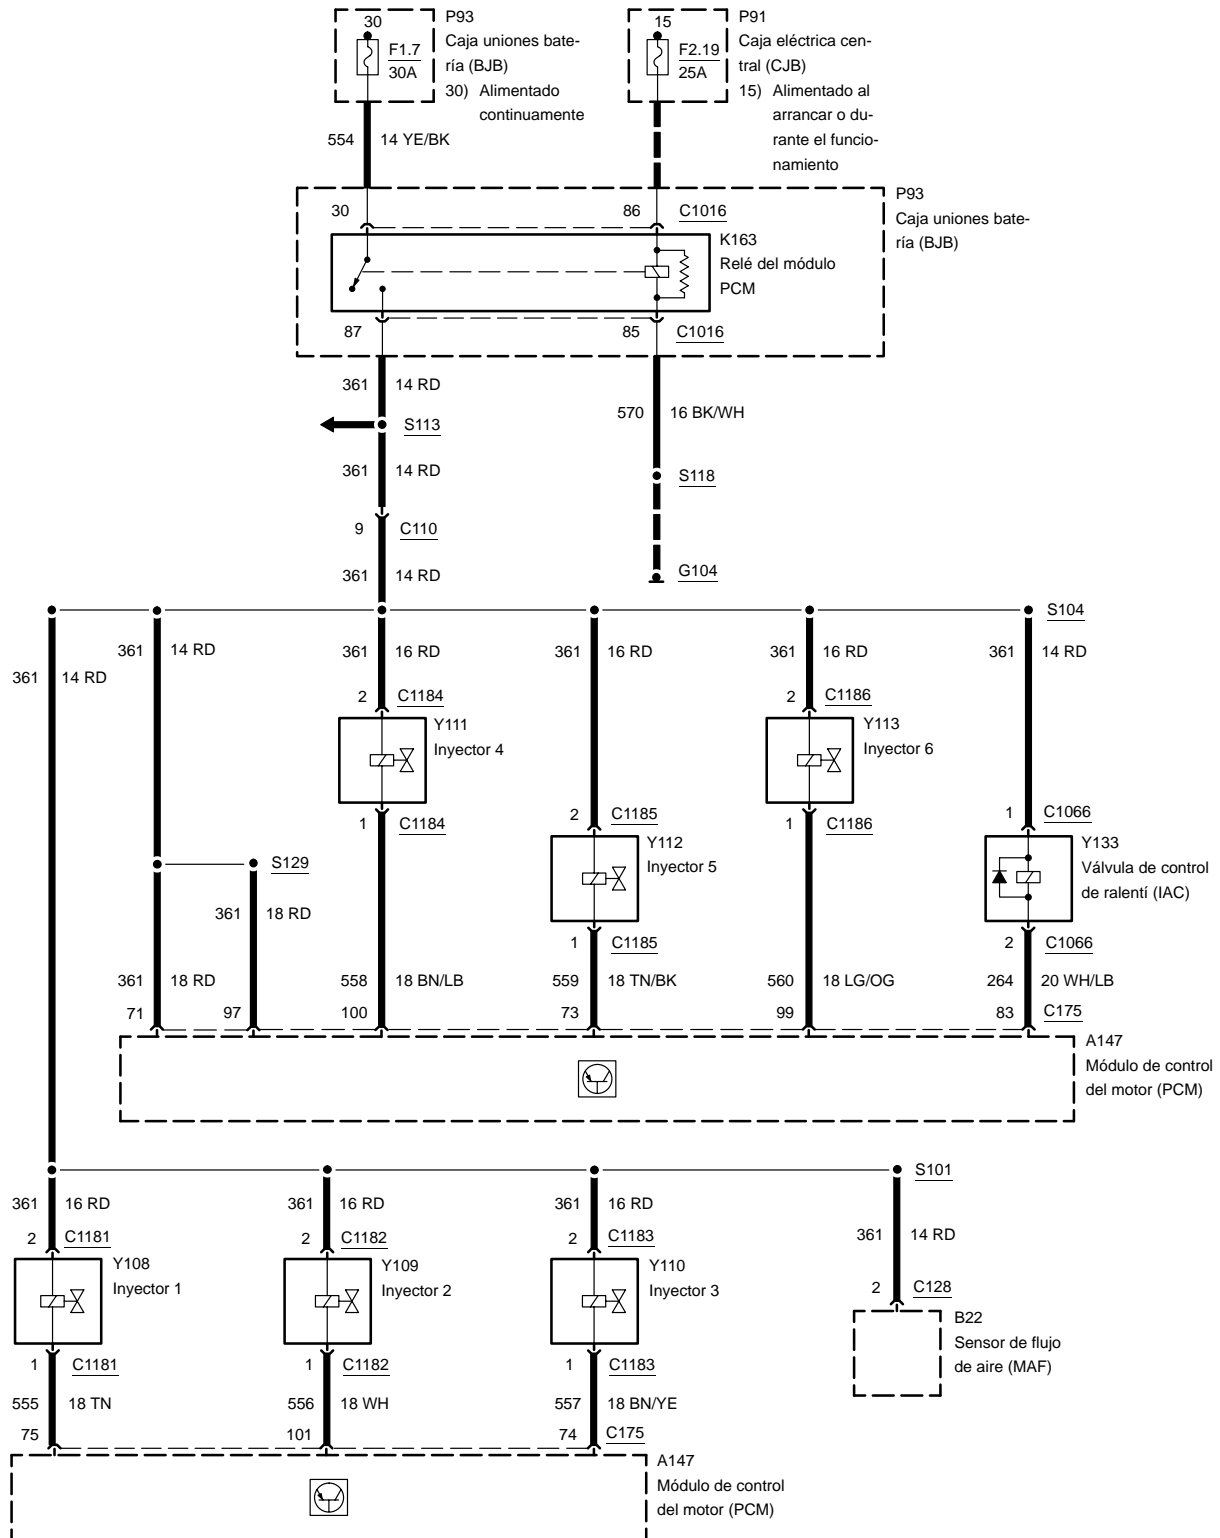 30
F1.7
30A
P93
Caja uniones bate-
ría (BJB)
30) Alimentado
continuamente
15
F2.19
25A
P91
Caja eléctrica cen-
tral (CJB)
15) Alimentado al
arrancar o du-
rante el funcio-
namiento
554 14 YE/BK
P93
Caja uniones bate-
ría (BJB)
30 86 C1016
K163
Relé del módulo
PCM
87 85 C1016
361 14 RD
570 16 BK/WH
S113
361 14 RD
S118
9 C110
361 14 RD
G104
S104
361 14 RD
361 14 RD
361 16 RD
361 16 RD
361 16 RD
361 14 RD
2 C1184
Y111
Inyector 4
1 C1184
2 C1185
Y112
Inyector 5
1 C1185
2 C1186
Y113
Inyector 6
1 C1186
1 C1066
Y133
Válvula de control
de ralentí (IAC)
2 C1066
S129
361 18 RD
361 18 RD
558 18 BN/LB
559 18 TN/BK
560 18 LG/OG
264 20 WH/LB
71 97 100 73 99 83 C175
A147
Módulo de control
del motor (PCM)
S101
361 16 RD
361 16 RD
361 16 RD
361 14 RD
2 C1181
Y108
Inyector 1
1 C1181
2 C1182
Y109
Inyector 2
1 C1182
2 C1183
Y110
Inyector 3
1 C1183
2 C128
B22
Sensor de flujo
de aire (MAF)
555 18 TN
556 18 WH
557 18 BN/YE
75 101 74 C175
A147
Módulo de control
del motor (PCM)